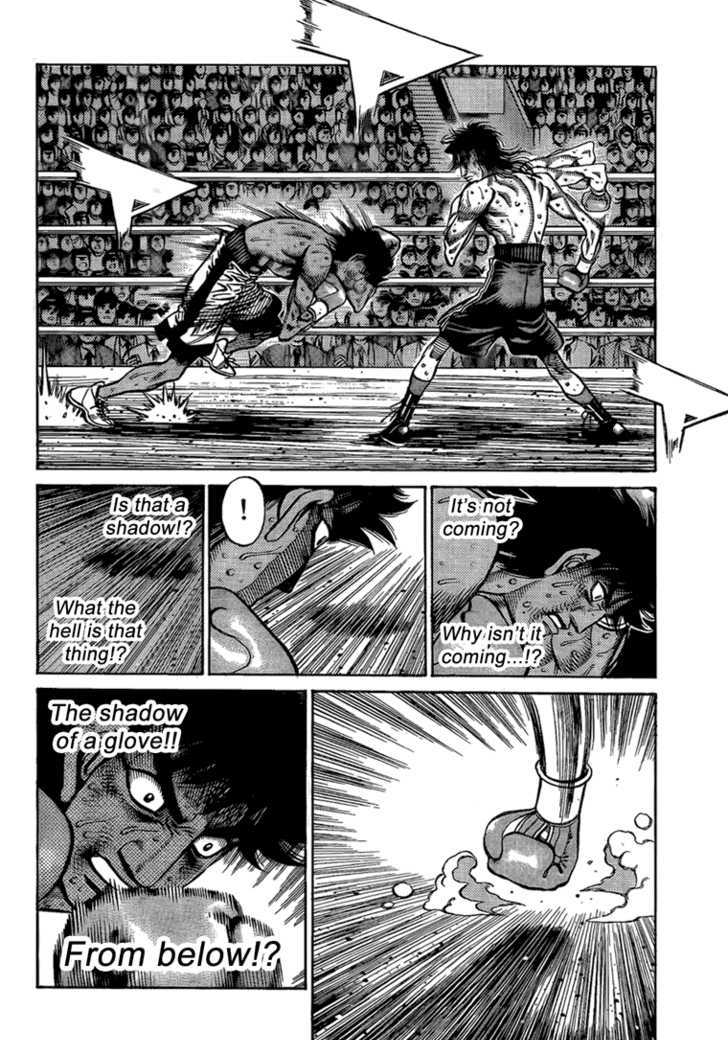 It's not
coming?
Why isn't it
coming...!?
!
Is that a
shadow!?
What the
hell is that
thing!?
The shadow
of a glove!!
From below!?